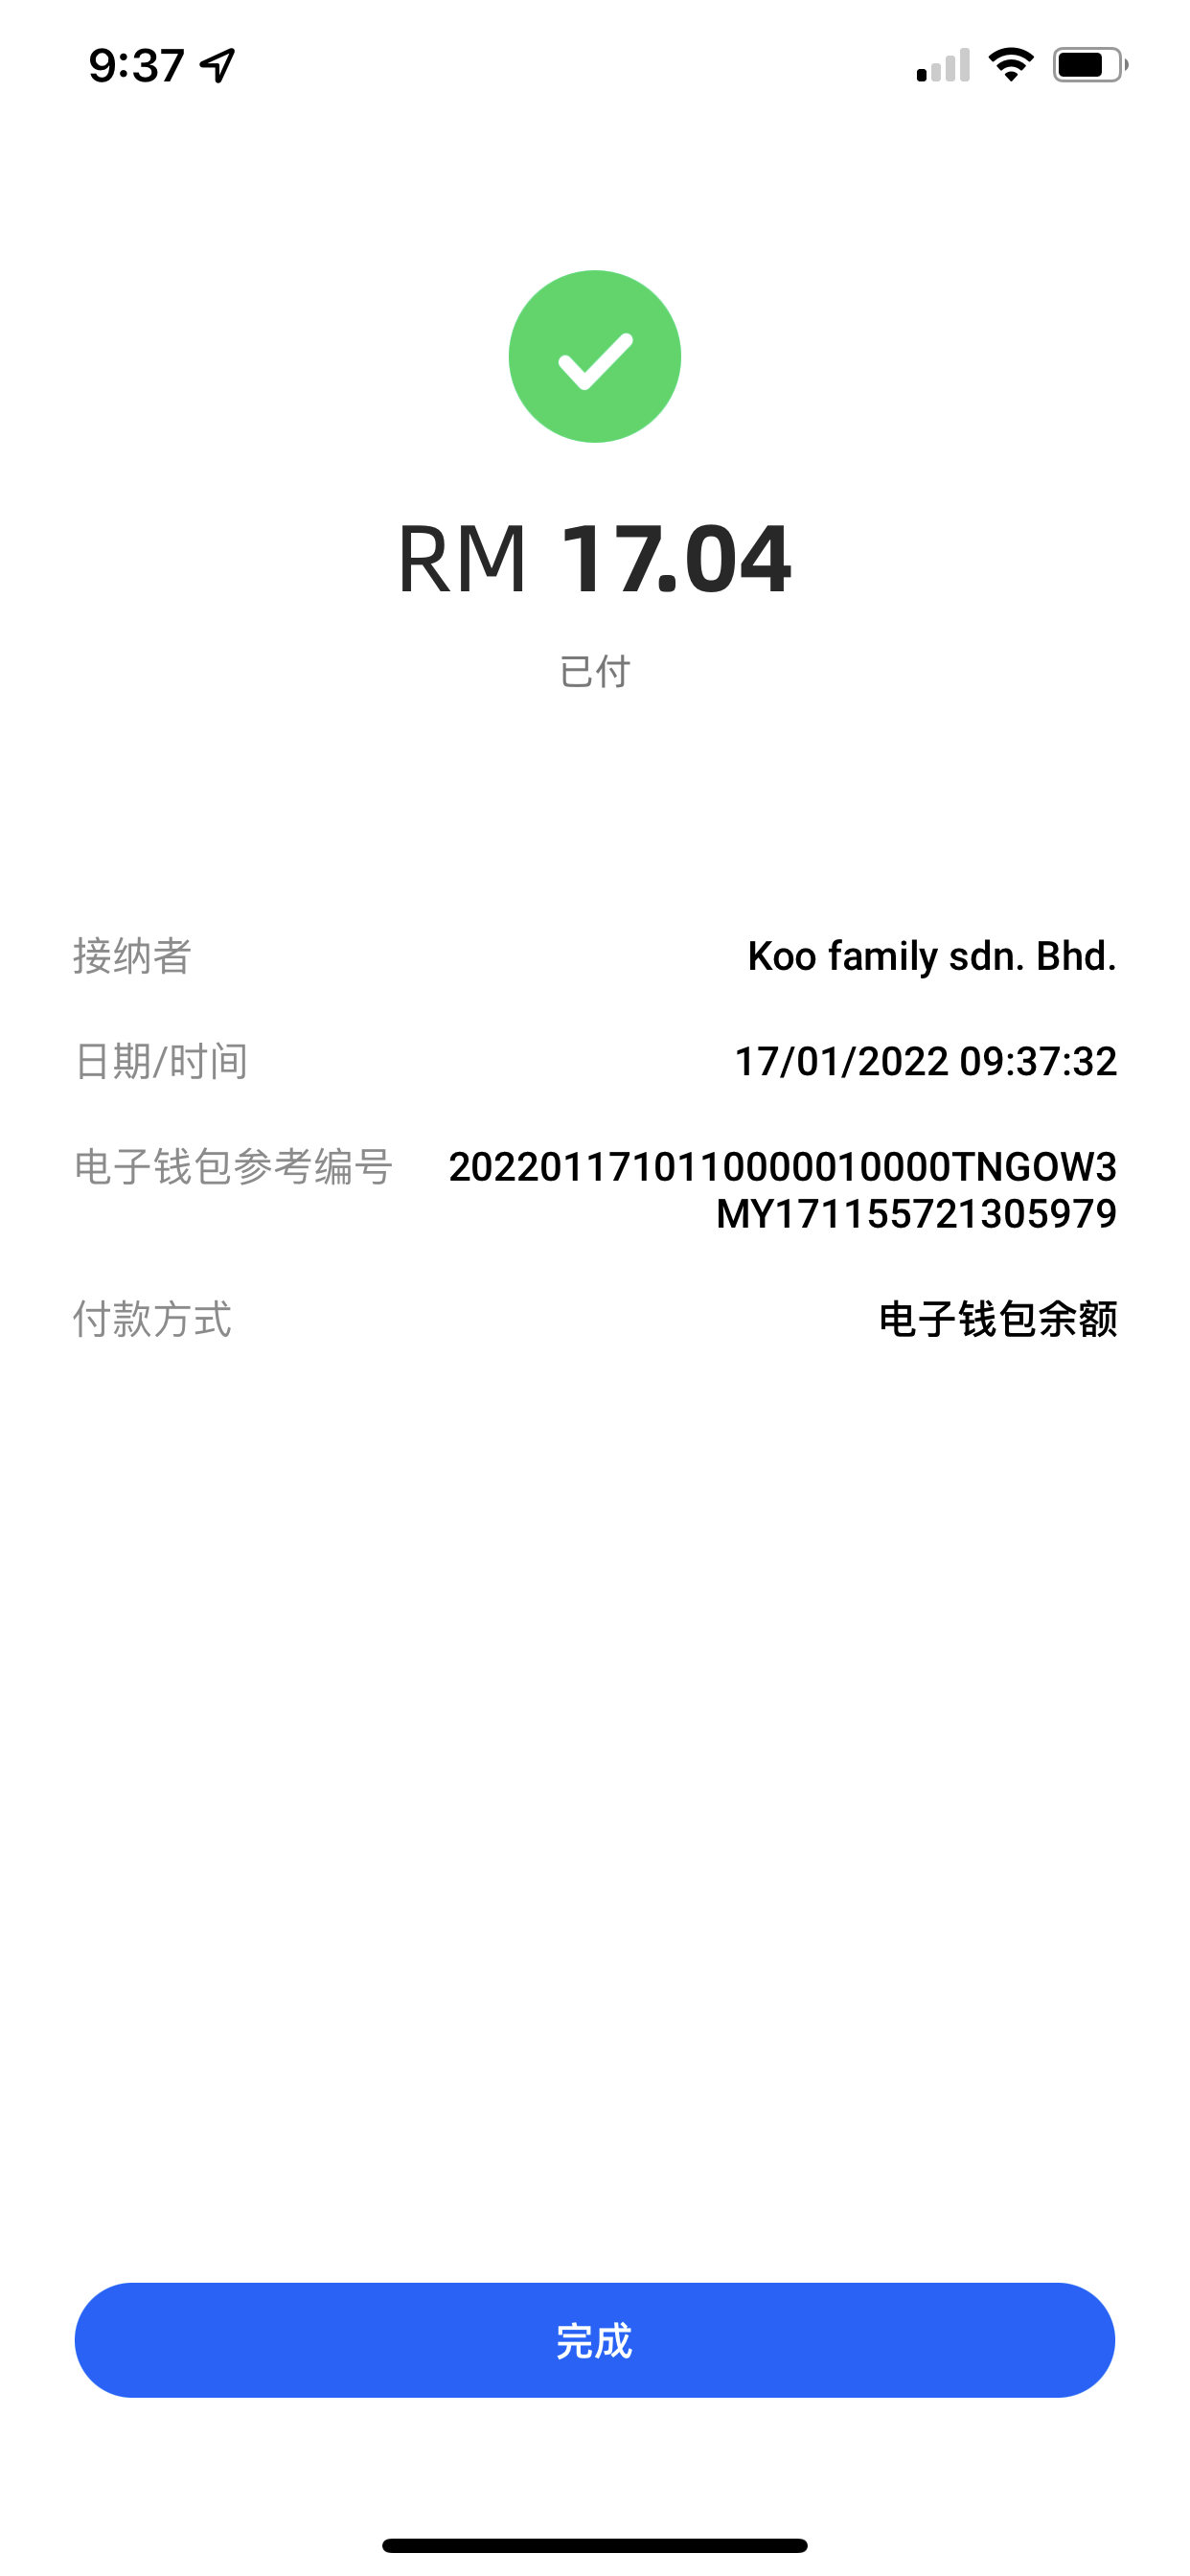 9:37
RM 17.04
已付
接纳者 Koo family sdn. Bhd.
日期/时间 17/01/2022 09:37:32
电子钱包参考编号 20220117101100000010000TNGOW3
MY171155721305979
付款方式 电子钱包余额
完成